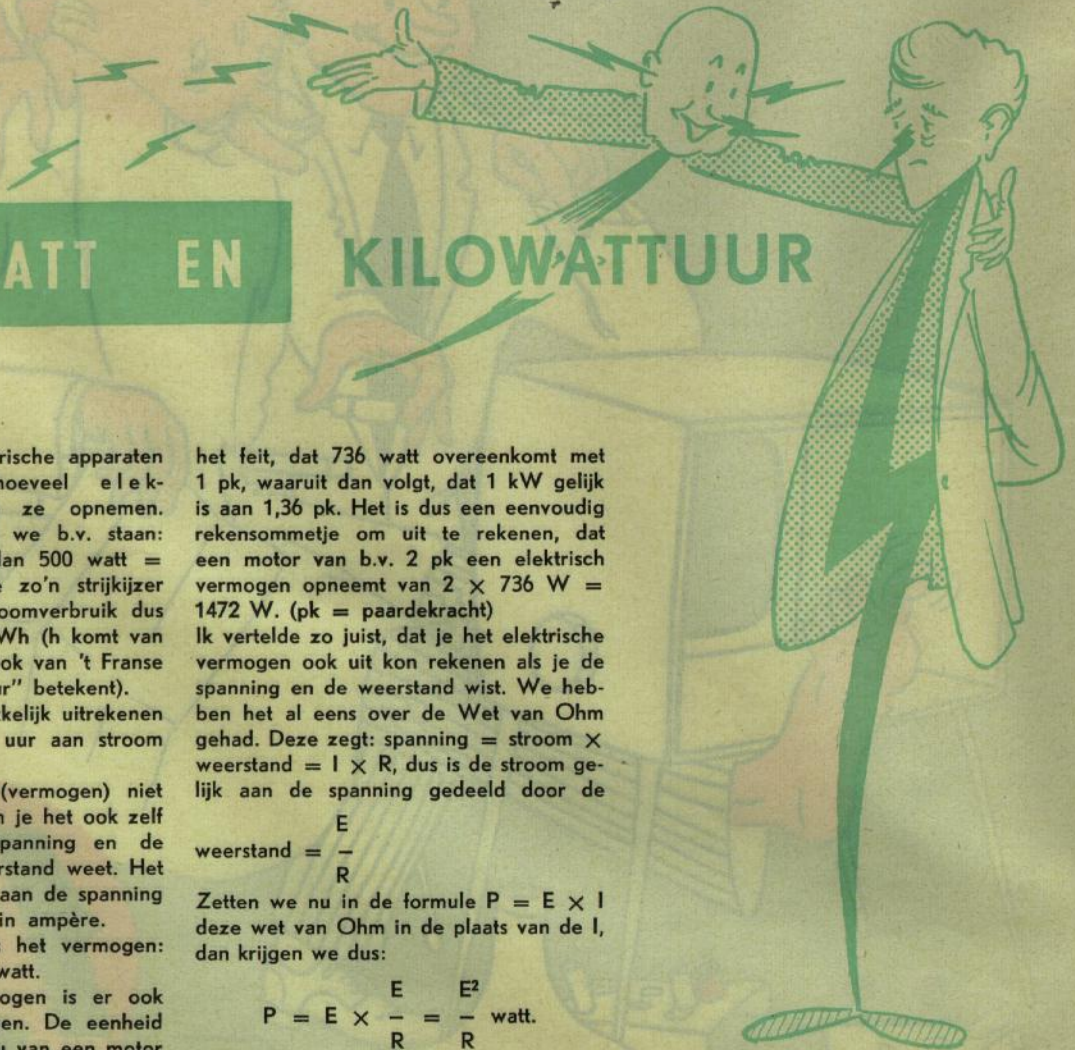 ATT EN KILOWATTUUR
rische apparaten
hoeveel elek-
ze opnemen.
we b.v. staan:
dan 500 watt =
zo'n strijkijzer
oomverbruik dus
Wh (h komt van
ok van 't Franse
r" betekent).
kelijk uitrekenen
uur aan stroom
(vermogen) niet
n je het ook zelf
panning en de
rstand weet. Het
aan de spanning
in ampère.
het vermogen:
watt.
ogen is er ook
en. De eenheid
van een motor
het feit, dat 736 watt overeenkomt met
1 pk, waaruit dan volgt, dat 1 kW gelijk
is aan 1,36 pk. Het is dus een eenvoudig
rekensommetje om uit te rekenen, dat
een motor van b.v. 2 pk een elektrisch
vermogen opneemt van 2 × 736 W =
1472 W. (pk = paardekracht)
Ik vertelde zo juist, dat je het elektrische
vermogen ook uit kon rekenen als je de
spanning en de weerstand wist. We heb-
ben het al eens over de Wet van Ohm
gehad. Deze zegt: spanning = stroom ×
weerstand = I × R, dus is de stroom ge-
lijk aan de spanning gedeeld door de
E
weerstand = –
R
Zetten we nu in de formule P = E × I
deze wet van Ohm in de plaats van de I,
dan krijgen we dus:
E E²
P = E × – = – watt.
R R